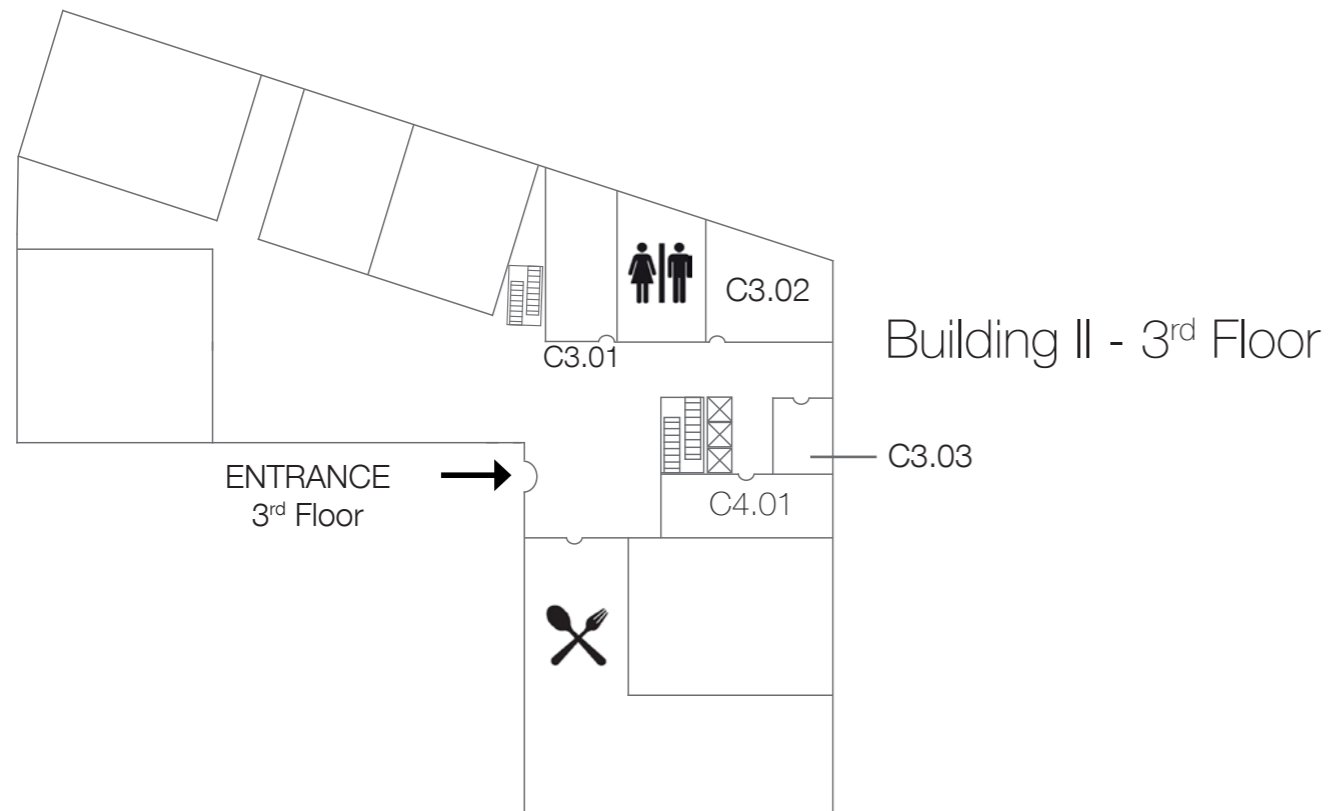 C3.02
Building II - 3rd Floor
C3.01
C3.03
ENTRANCE
3rd Floor
C4.01